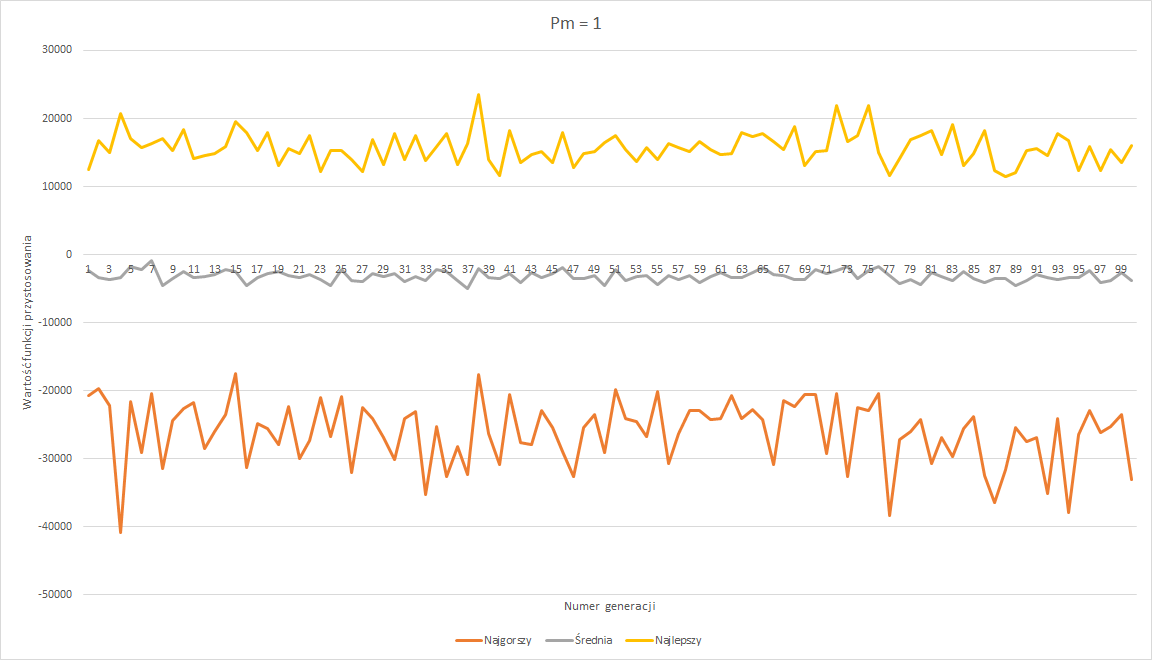 Pm = 1
30000
20000
10000
0
-10000
-20000
-30000
-40000
-50000
Wartość funkcji przystosowania
1 3 5 7 9 11 13 15 17 19 21 23 25 27 29 31 33 35 37 39 41 43 45 47 49 51 53 55 57 59 61 63 65 67 69 71 73 75 77 79 81 83 85 87 89 91 93 95 97 99
Numer generacji
Najgorszy Średnia Najlepszy